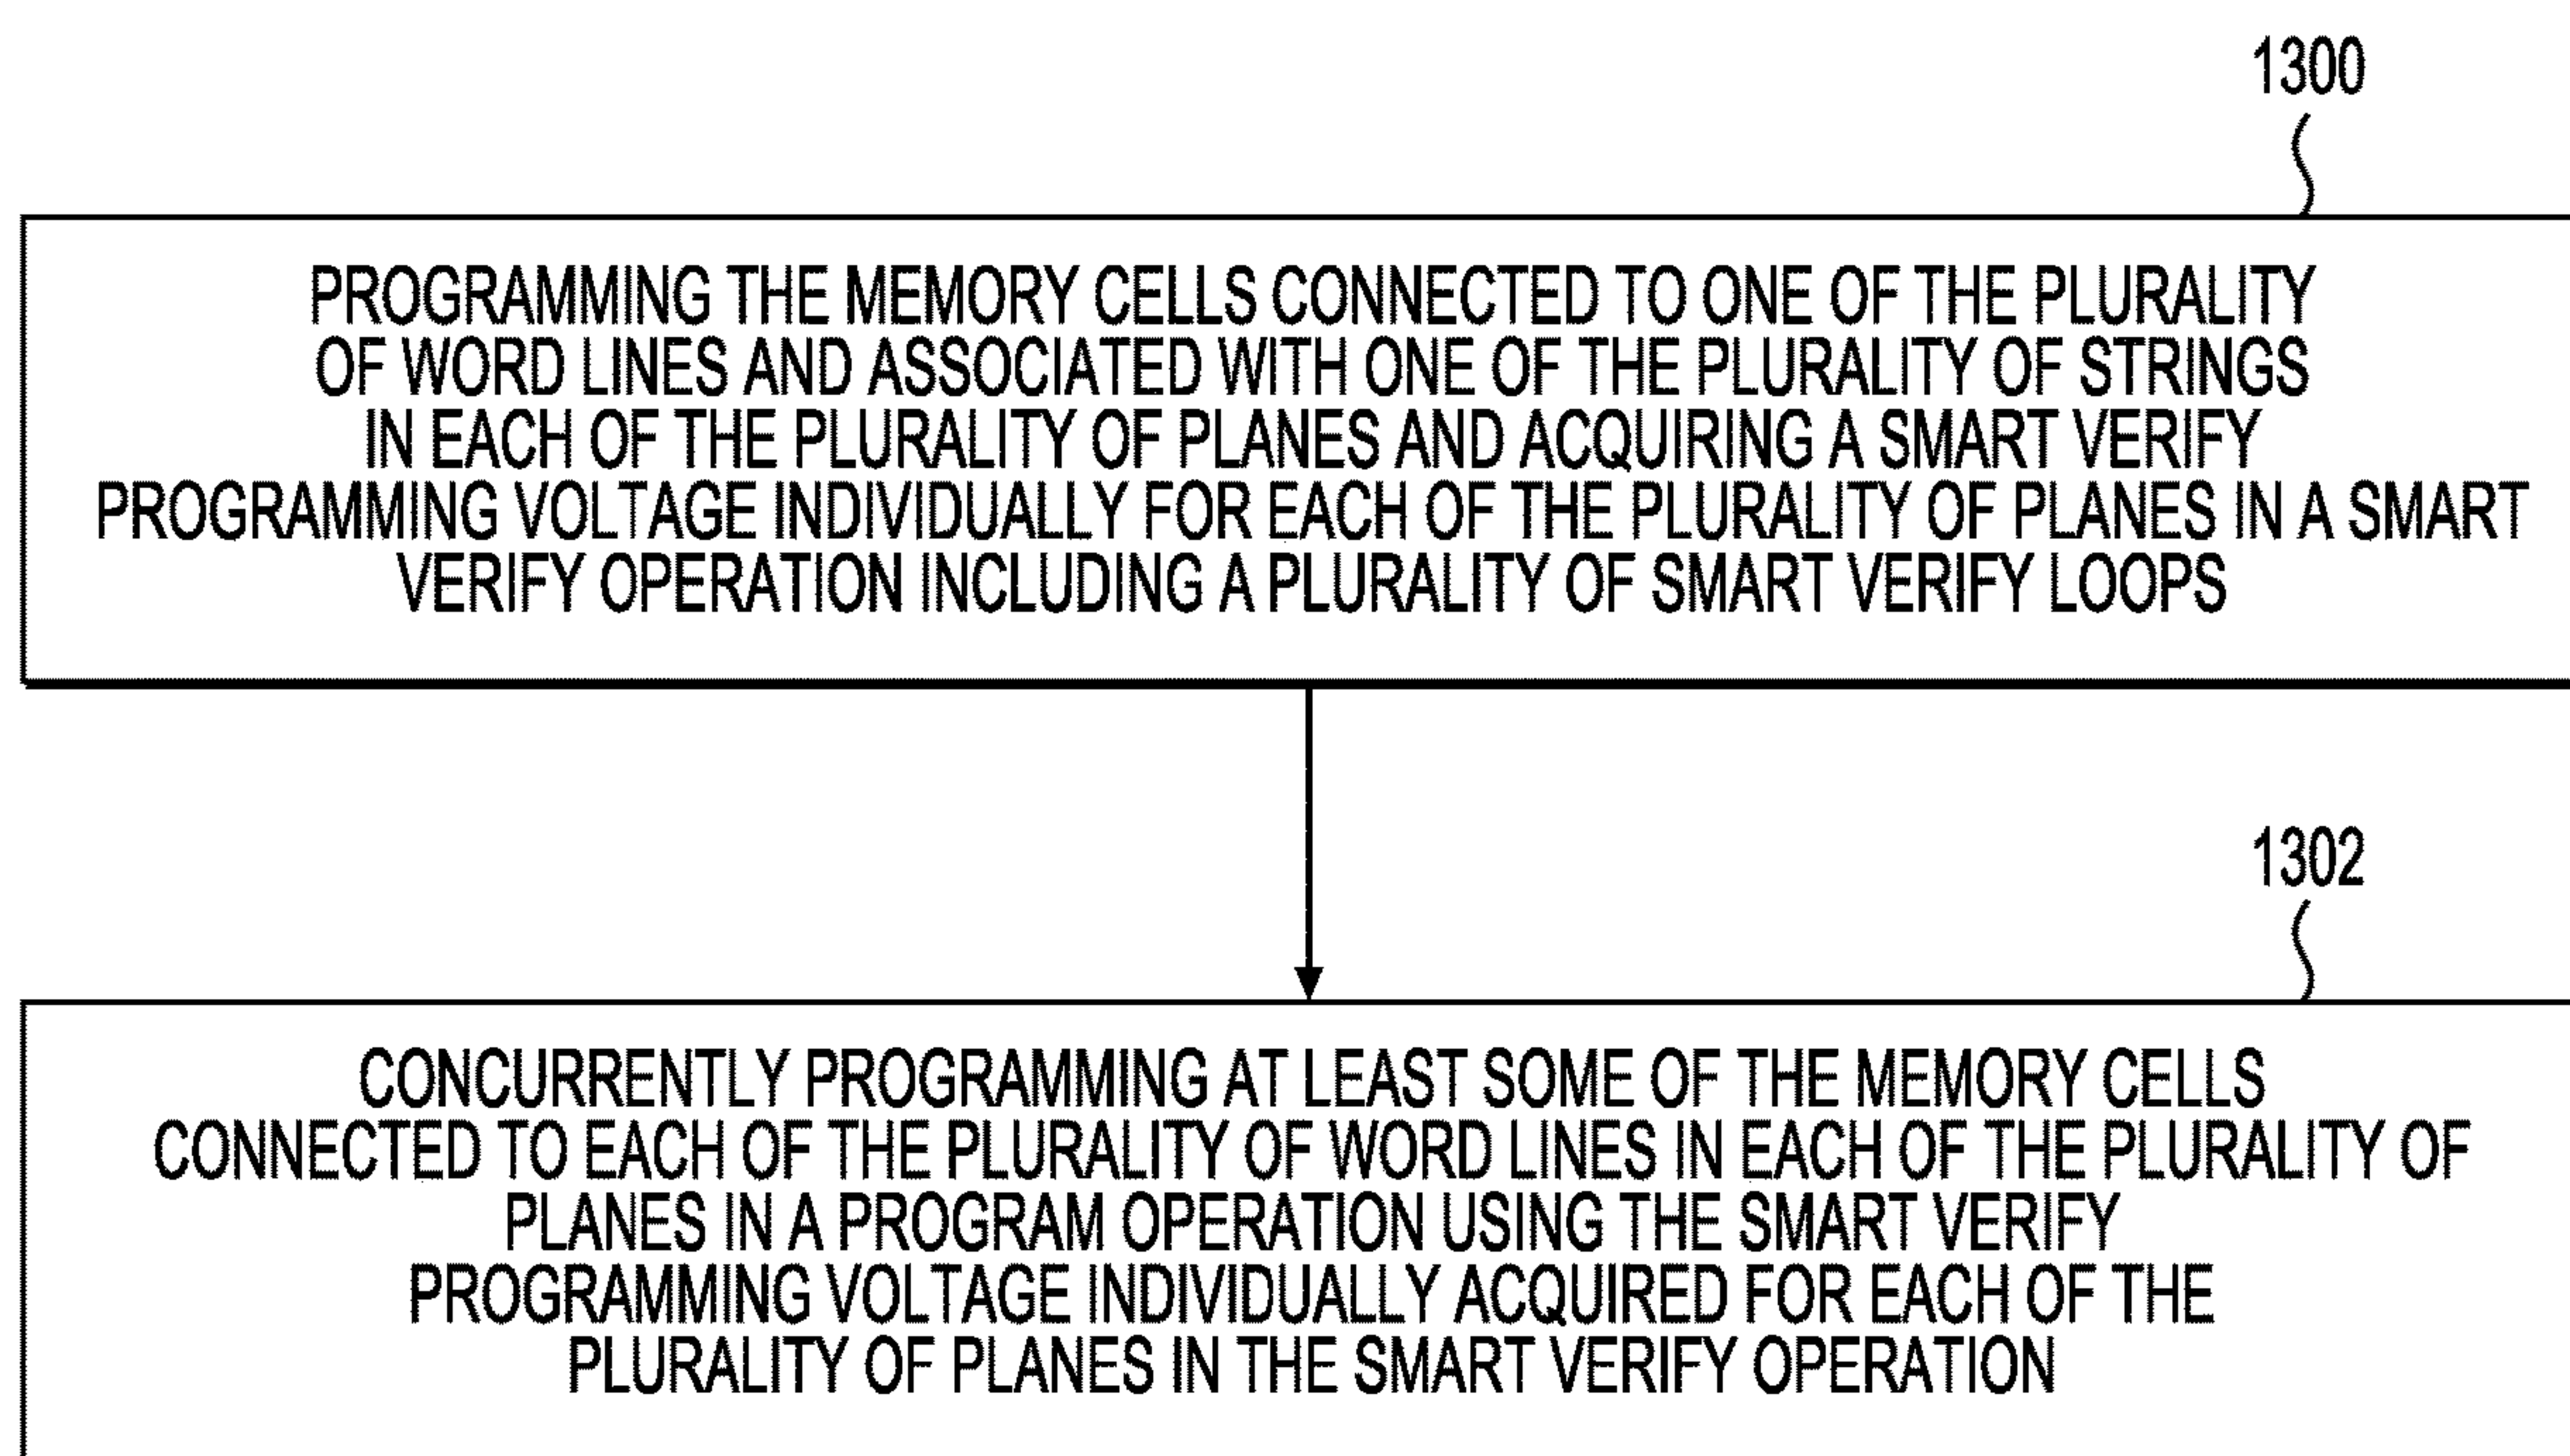 1300
PROGRAMMING THE MEMORY CELLS CONNECTED TO ONE OF THE PLURALITY
OF WORD LINES AND ASSOCIATED WITH ONE OF THE PLURALITY OF STRINGS
IN EACH OF THE PLURALITY OF PLANES AND ACQUIRING A SMART VERIFY
PROGRAMMING VOLTAGE INDIVIDUALLY FOR EACH OF THE PLURALITY OF PLANES IN A SMART
VERIFY OPERATION INCLUDING A PLURALITY OF SMART VERIFY LOOPS
1302
CONCURRENTLY PROGRAMMING AT LEAST SOME OF THE MEMORY CELLS
CONNECTED TO EACH OF THE PLURALITY OF WORD LINES IN EACH OF THE PLURALITY OF
PLANES IN A PROGRAM OPERATION USING THE SMART VERIFY
PROGRAMMING VOLTAGE INDIVIDUALLY ACQUIRED FOR EACH OF THE
PLURALITY OF PLANES IN THE SMART VERIFY OPERATION